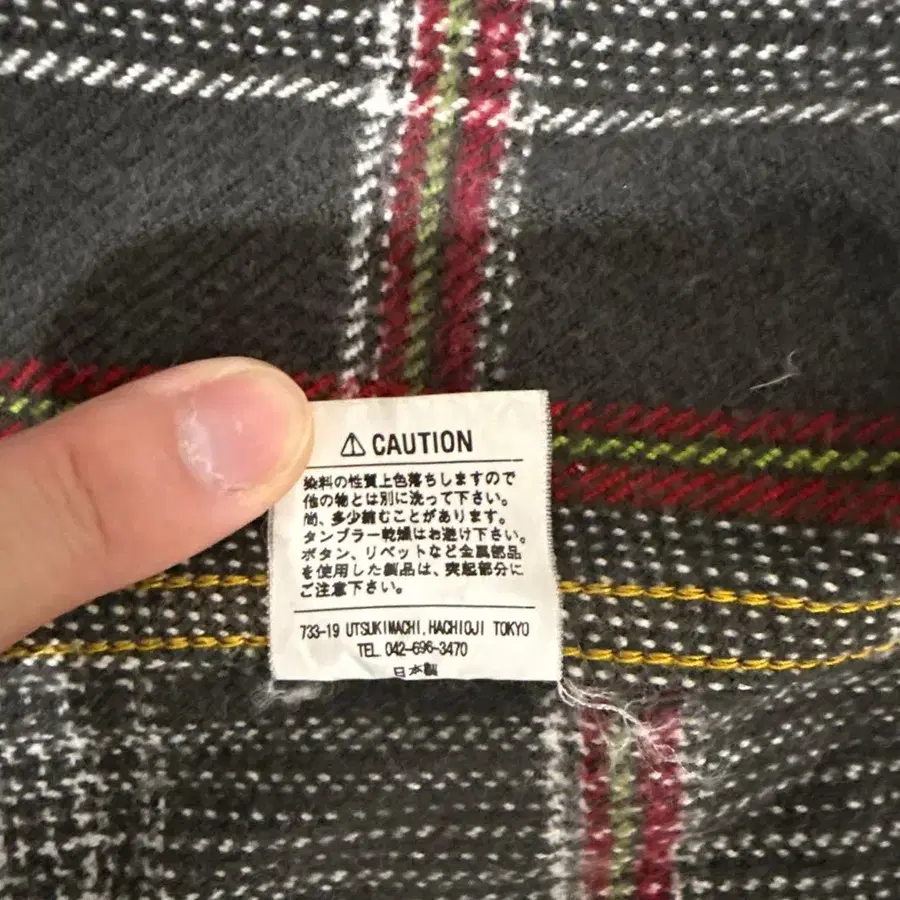 ⚠ CAUTION
染料の性質上色落ちしますので
他の物とは別に洗って下さい。
尚、多少縮むことがあります。
タンブラー乾燥はお避け下さい。
ボタン、リベットなど金属部品
を使用した製品は、突起部分に
ご注意下さい。
733-19 UTSUKIMACHI, HACHIOJI TOKYO
TEL 042-696-3470
日本製